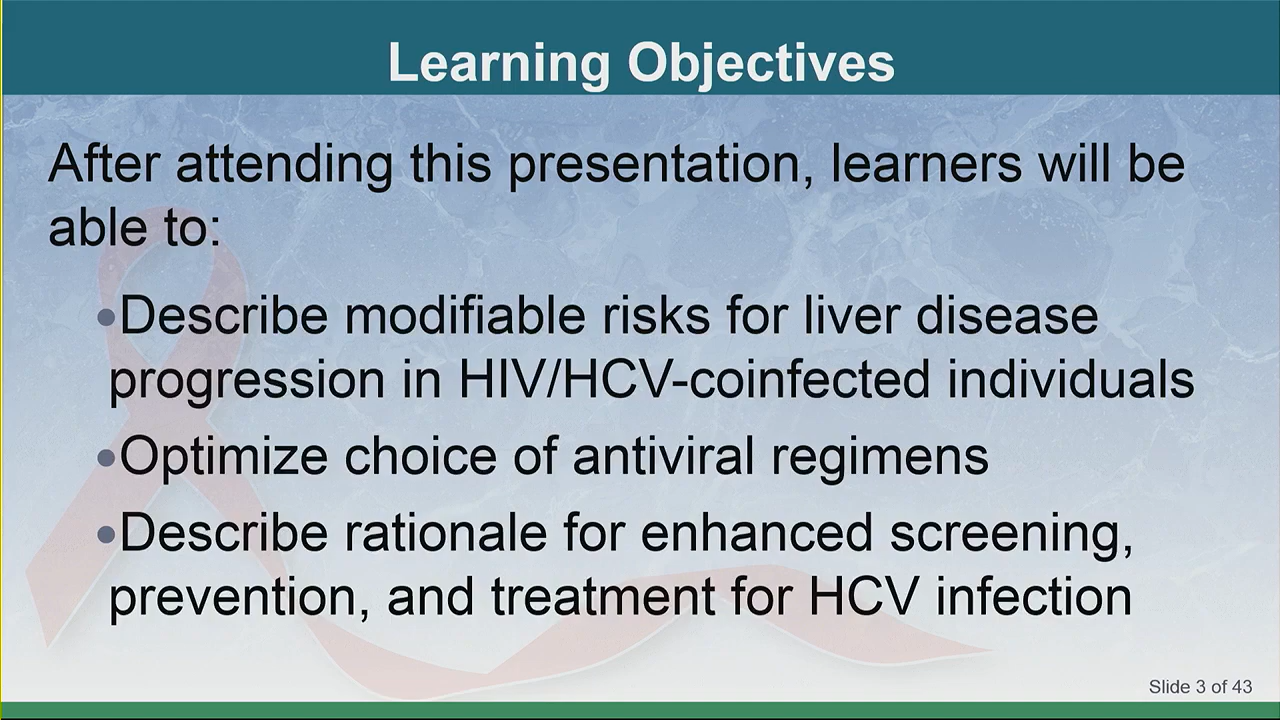 Learning Objectives
After attending this presentation, learners will be
able to:
•Describe modifiable risks for liver disease
progression in HIV/HCV-coinfected individuals
•Optimize choice of antiviral regimens
•Describe rationale for enhanced screening,
prevention, and treatment for HCV infection
Slide 3 of 43